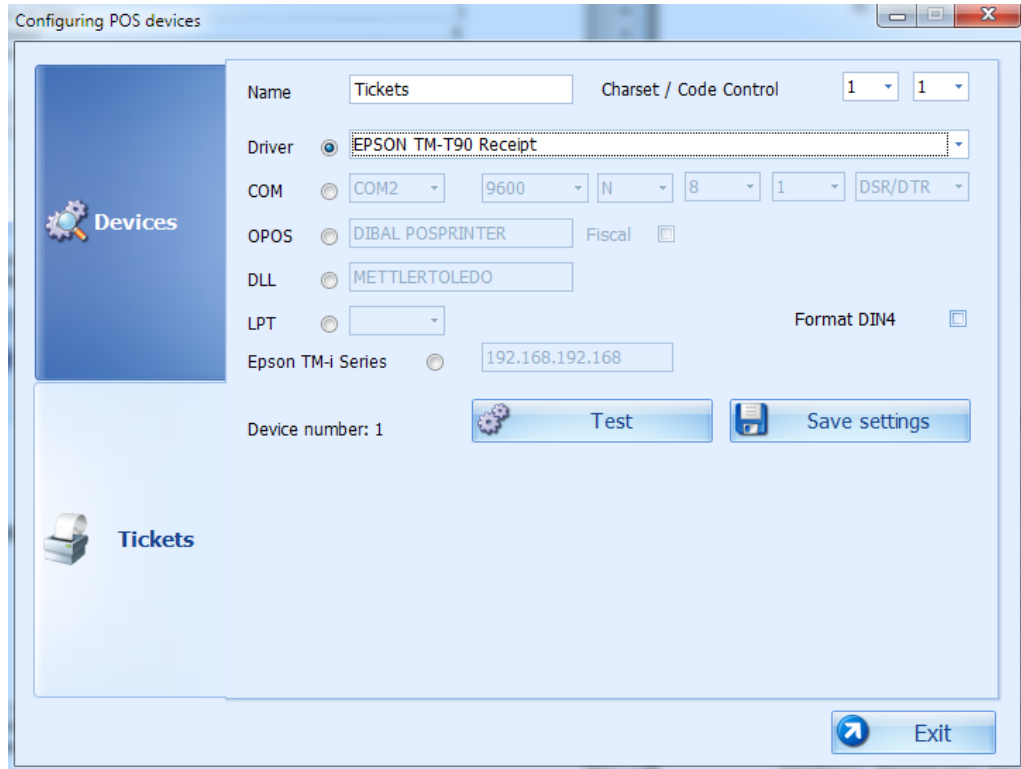 Configuring POS devices
Name Tickets Charset / Code Control 1 1
Driver EPSON TM-T90 Receipt
COM COM2 9600 N 8 1 DSR/DTR
Devices
OPOS DIBAL POSPRINTER Fiscal
DLL METTLERTOLEDO
LPT Format DIN4
Epson TM-i Series 192.168.192.168
Device number: 1 Test Save settings
Tickets
Exit